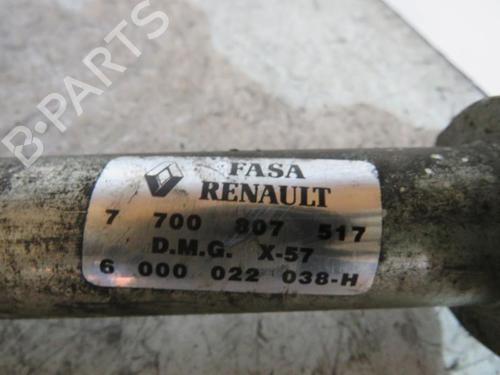 B-PARTS
FASA
RENAULT
7 700 807 517
D.M.G. X-57
6 000 022 038-H